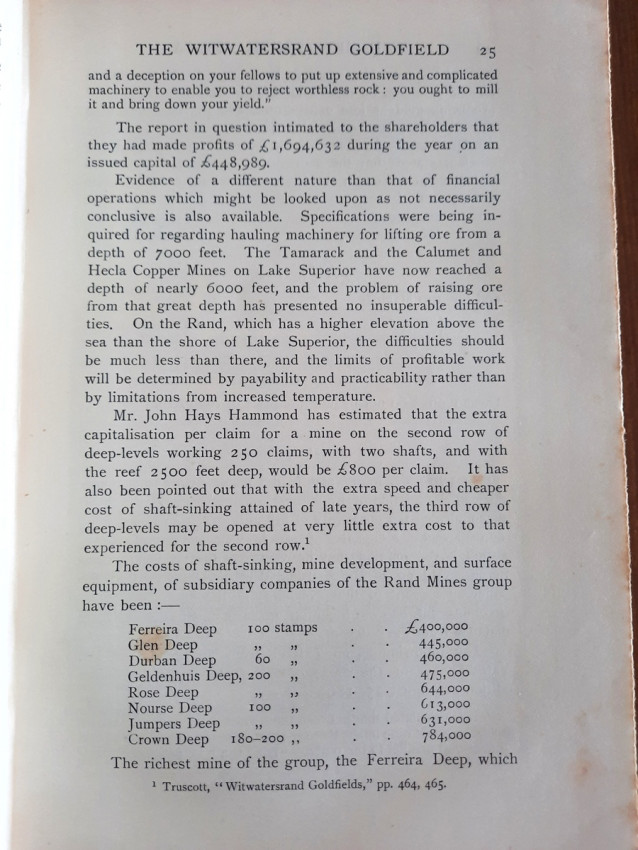 THE WITWATERSRAND GOLDFIELD 25
and a deception on your fellows to put up extensive and complicated
machinery to enable you to reject worthless rock : you ought to mill
it and bring down your yield."
The report in question intimated to the shareholders that
they had made profits of £1,694,632 during the year on an
issued capital of £448,989.
Evidence of a different nature than that of financial
operations which might be looked upon as not necessarily
conclusive is also available. Specifications were being in-
quired for regarding hauling machinery for lifting ore from a
depth of 7000 feet. The Tamarack and the Calumet and
Hecla Copper Mines on Lake Superior have now reached a
depth of nearly 6000 feet, and the problem of raising ore
from that great depth has presented no insuperable difficul-
ties. On the Rand, which has a higher elevation above the
sea than the shore of Lake Superior, the difficulties should
be much less than there, and the limits of profitable work
will be determined by payability and practicability rather than
by limitations from increased temperature.
Mr. John Hays Hammond has estimated that the extra
capitalisation per claim for a mine on the second row of
deep-levels working 250 claims, with two shafts, and with
the reef 2500 feet deep, would be £800 per claim. It has
also been pointed out that with the extra speed and cheaper
cost of shaft-sinking attained of late years, the third row of
deep-levels may be opened at very little extra cost to that
experienced for the second row.¹
The costs of shaft-sinking, mine development, and surface
equipment, of subsidiary companies of the Rand Mines group
have been :—
Ferreira Deep 100 stamps . . £400,000
Glen Deep ,, ,, . . 445,000
Durban Deep 60 ,, . . 460,000
Geldenhuis Deep, 200 ,, . . 475,000
Rose Deep ,, ,, . . 644,000
Nourse Deep 100 ,, . . 613,000
Jumpers Deep ,, ,, . . 631,000
Crown Deep 180–200 ,, . . 784,000
The richest mine of the group, the Ferreira Deep, which
¹ Truscott, "Witwatersrand Goldfields," pp. 464, 465.